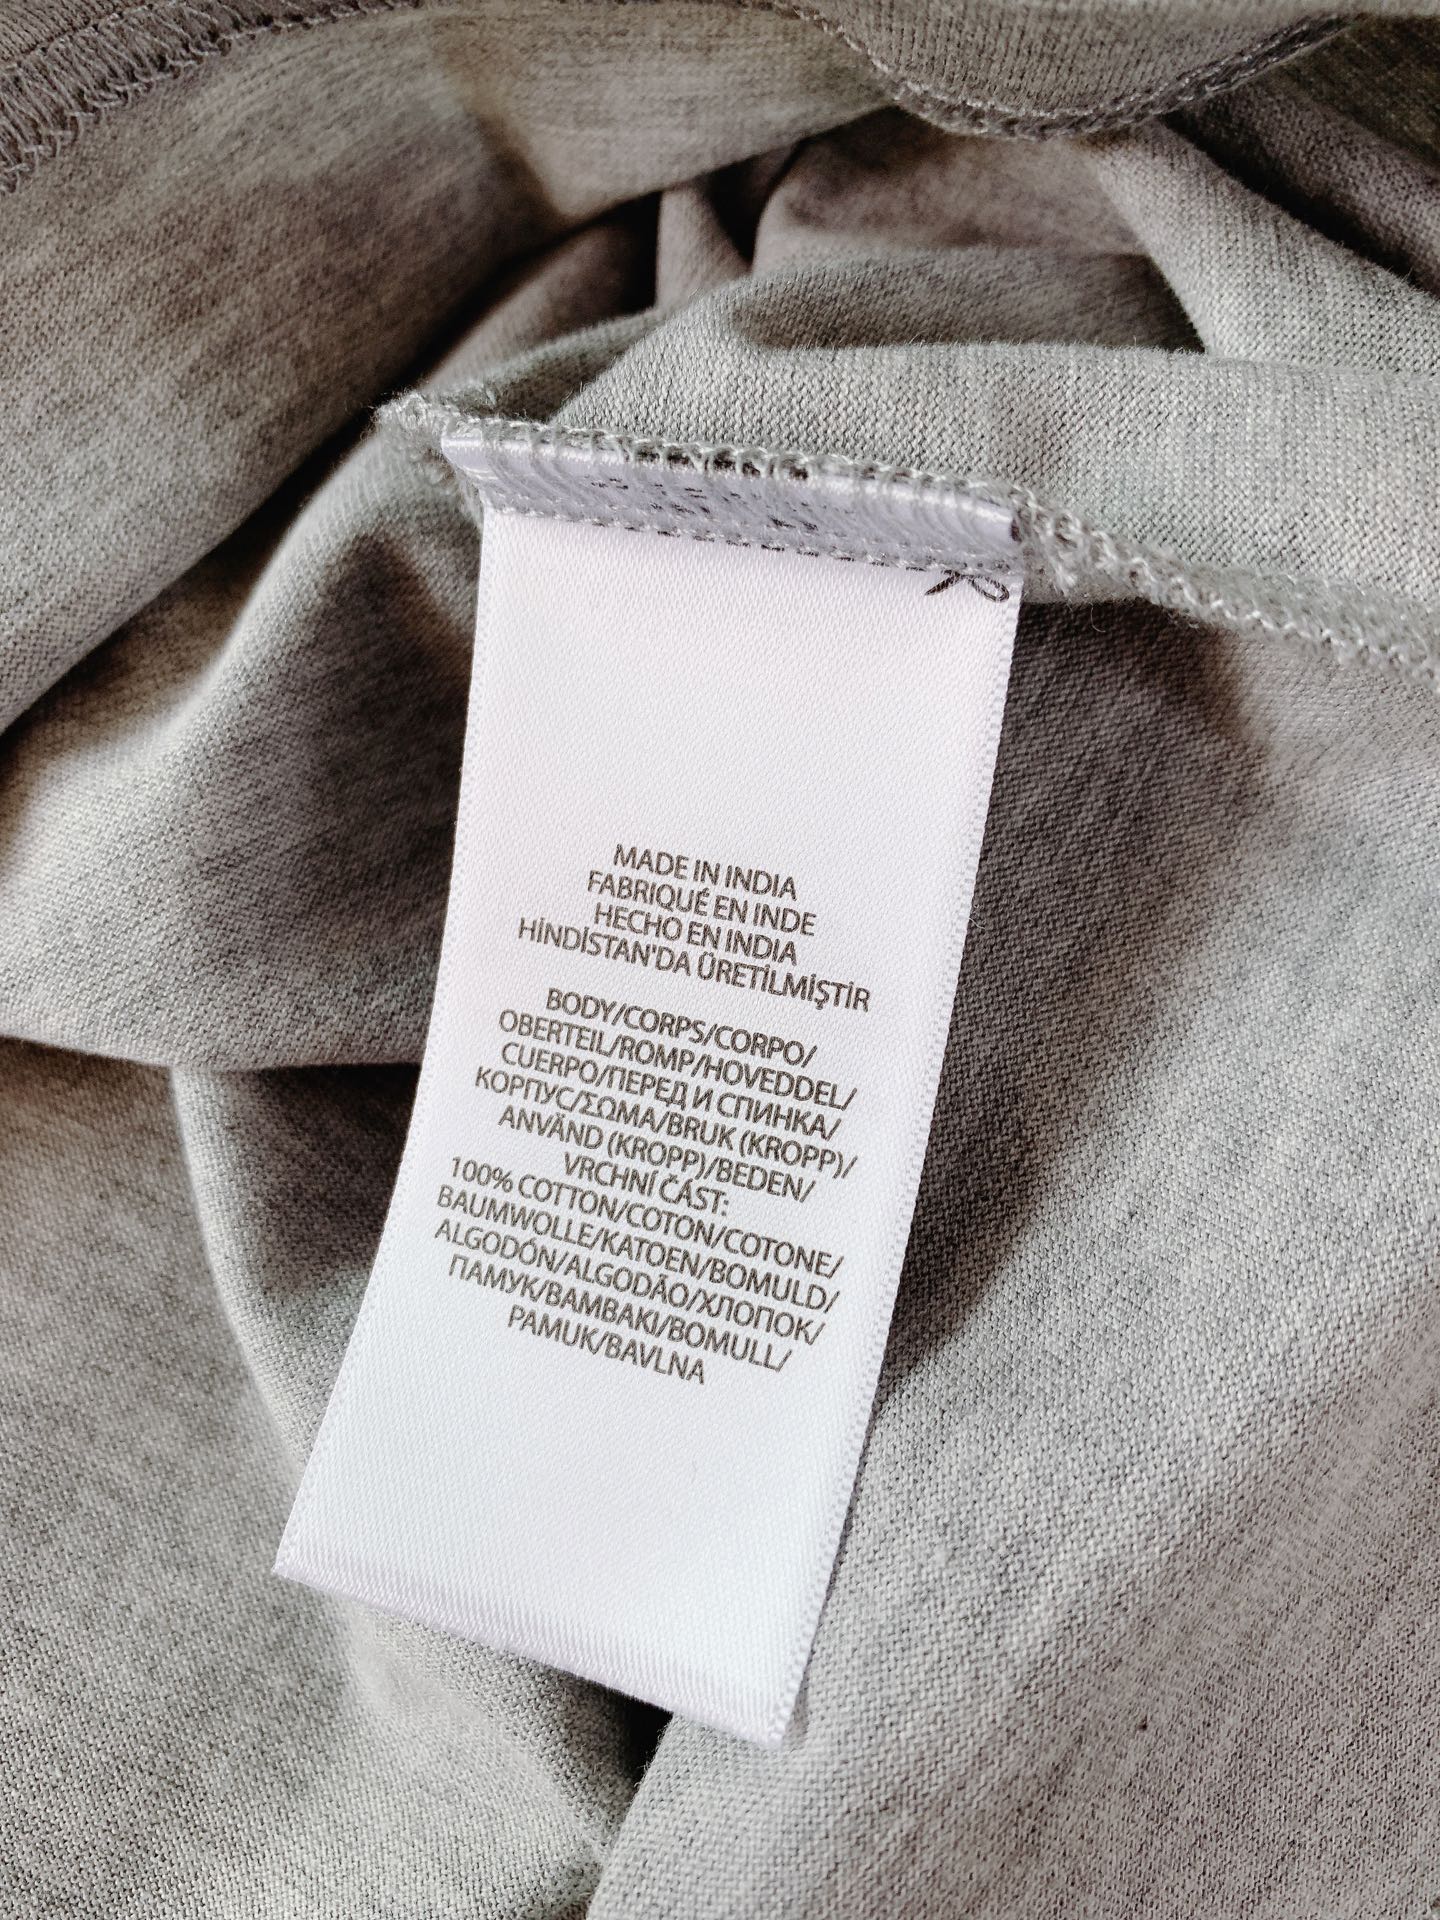 MADE IN INDIA
FABRIQUÉ EN INDE
HECHO EN INDIA
HİNDİSTAN'DA ÜRETİLMİŞTİR
BODY/CORPS/CORPO/
OBERTEIL/ROMP/HOVEDDEL/
CUERPO/ПЕРЕД И СПИНКА/
КОРПУС/ΣΩΜΑ/BRUK (KROPP)/
ANVÄND (KROPP)/BEDEN/
VRCHNÍ ČÁST:
100% COTTON/COTON/COTONE/
BAUMWOLLE/KATOEN/BOMULD/
ALGODÓN/ALGODÃO/ХЛОПОК/
ПАМУК/ΒΑΜΒΑΚΙ/BOMULL/
PAMUK/BAVLNA